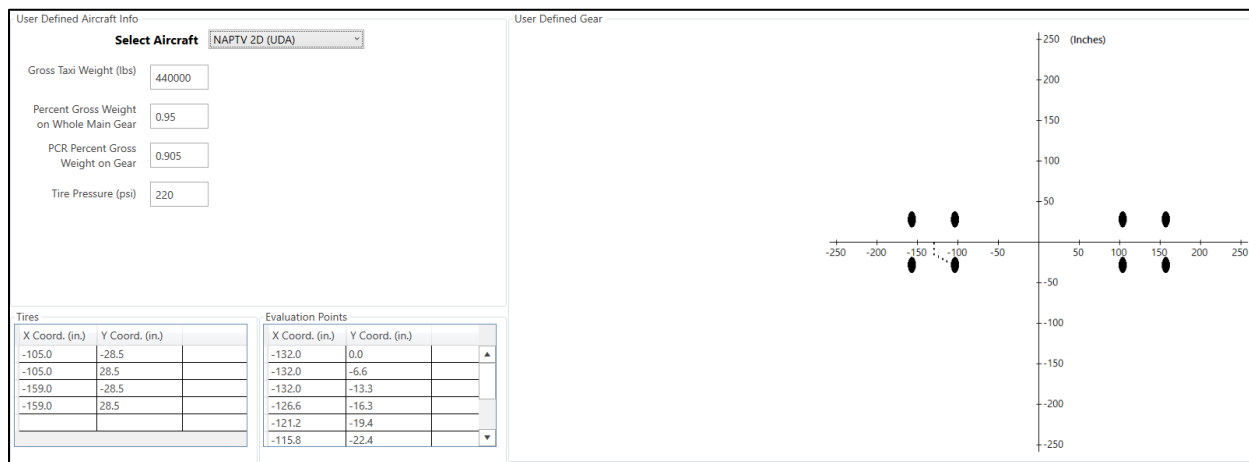 User Defined Aircraft Info
Select Aircraft NAPTV 2D (UDA)
Gross Taxi Weight (lbs) 440000
Percent Gross Weight
on Whole Main Gear 0.95
PCR Percent Gross
Weight on Gear 0.905
Tire Pressure (psi) 220
Tires
X Coord. (in.) Y Coord. (in.)
-105.0 -28.5
-105.0 28.5
-159.0 -28.5
-159.0 28.5
Evaluation Points
X Coord. (in.) Y Coord. (in.)
-132.0 0.0
-132.0 -6.6
-132.0 -13.3
-126.6 -16.3
-121.2 -19.4
-115.8 -22.4
User Defined Gear
250 (Inches)
200
150
100
50
-250 -200 -150 -100 -50 50 100 150 200 250
-50
-100
-150
-200
-250